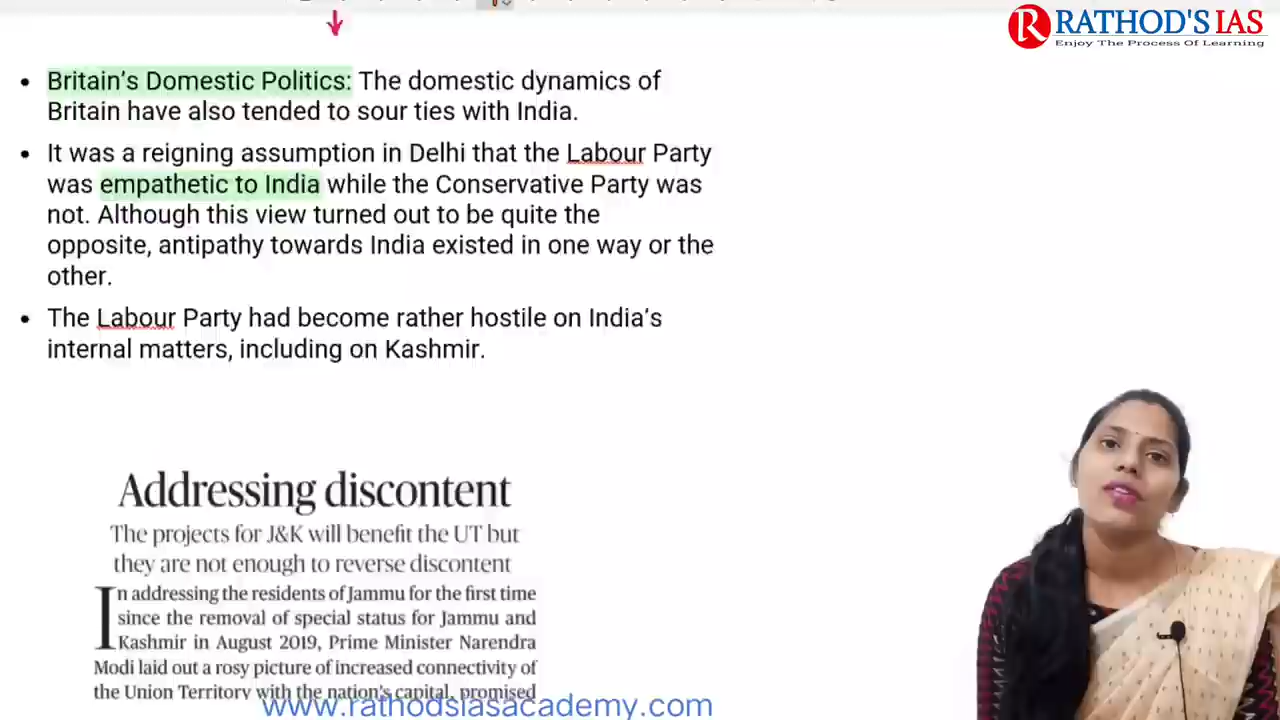 RATHOD'S IAS
Enjoy The Process Of Learning
• Britain's Domestic Politics: The domestic dynamics of
Britain have also tended to sour ties with India.
• It was a reigning assumption in Delhi that the Labour Party
was empathetic to India while the Conservative Party was
not. Although this view turned out to be quite the
opposite, antipathy towards India existed in one way or the
other.
• The Labour Party had become rather hostile on India's
internal matters, including on Kashmir.
Addressing discontent
The projects for J&K will benefit the UT but
they are not enough to reverse discontent
In addressing the residents of Jammu for the first time
since the removal of special status for Jammu and
Kashmir in August 2019, Prime Minister Narendra
Modi laid out a rosy picture of increased connectivity of
the Union Territory with the nation's capital, promised
www.rathodsiasacademy.com